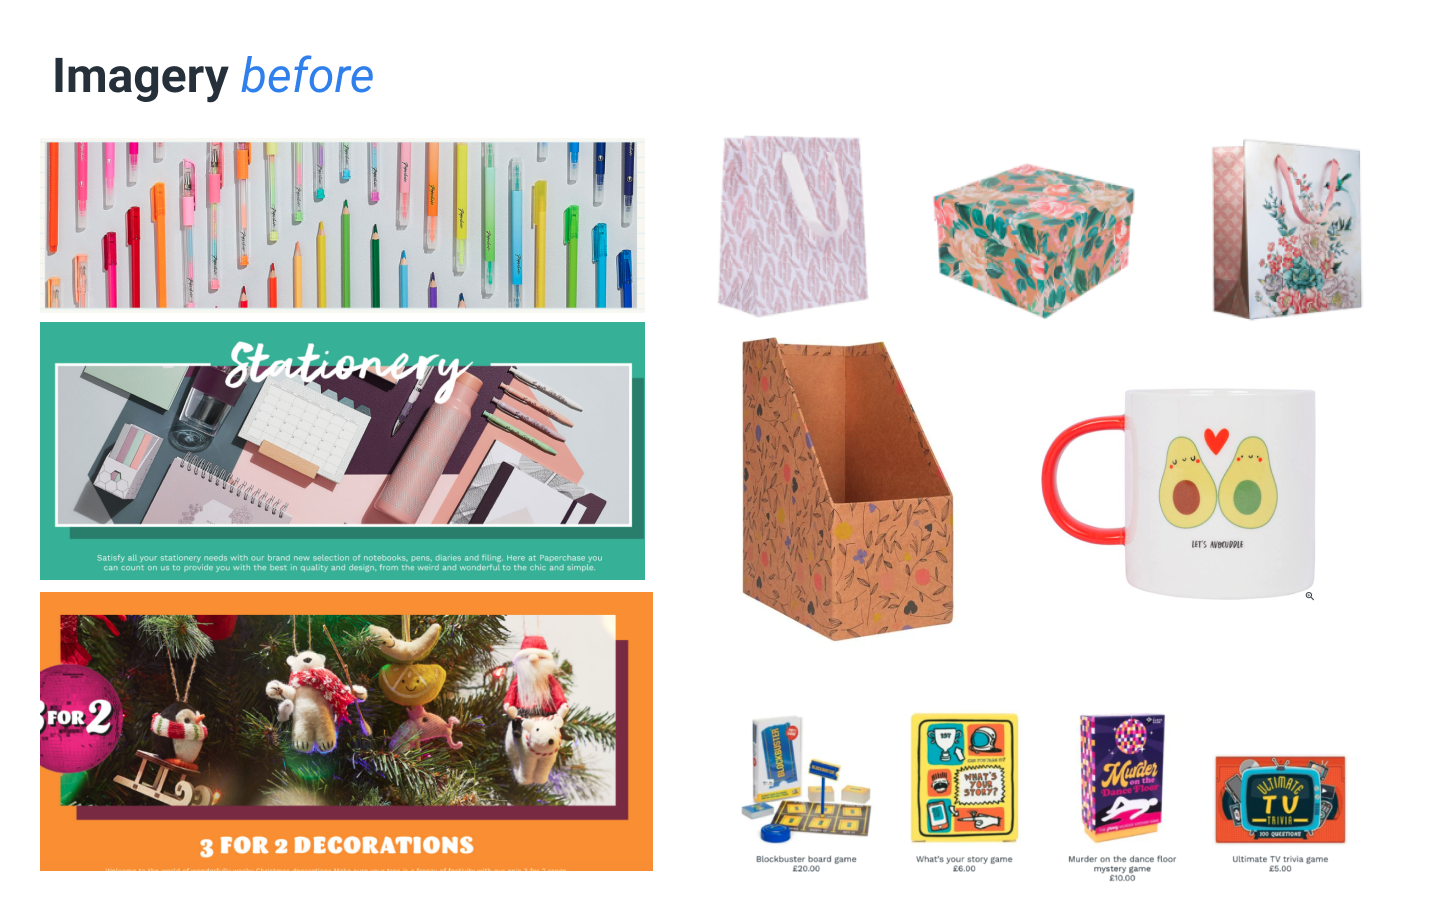 Imagery before
Stationery
Satisfy all your stationery needs with our brand new selection of notebooks, pens, diaries and filing. Here at Paperchase you
can count on us to provide you with the best in quality and design, from the weird and wonderful to the chic and simple.
FOR 2
3 FOR 2 DECORATIONS
LET'S AVOCUDDLE
BLOCKBUSTER
BLOCKBUSTER
WHAT'S
YOUR
STORY?
Murder
on the
Dance Floor
ULTIMATE
TV
TRIVIA
100 QUESTIONS
Blockbuster board game
£20.00
What's your story game
£6.00
Murder on the dance floor
mystery game
£10.00
Ultimate TV trivia game
£5.00